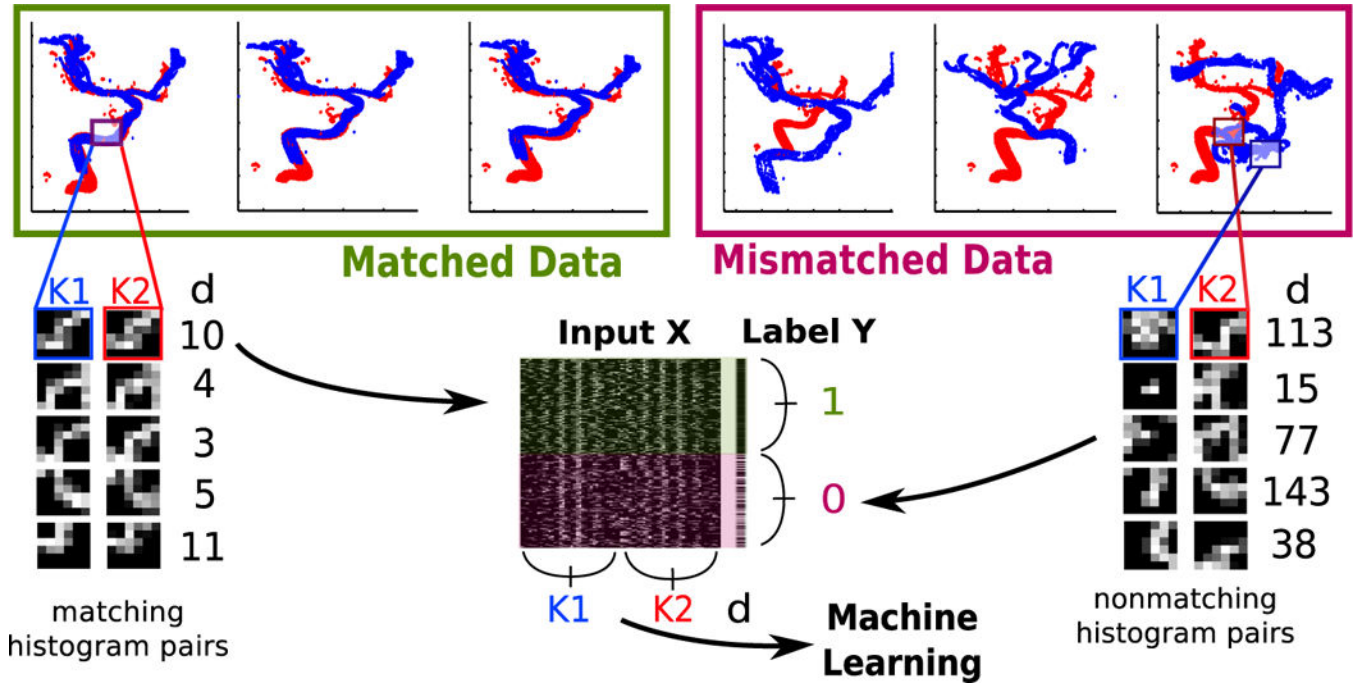 Matched Data
Mismatched Data
K1 K2 d
10
4
3
5
11
matching
histogram pairs
Input X Label Y
1
0
K1 K2 d
Machine
Learning
K1 K2 d
113
15
77
143
38
nonmatching
histogram pairs